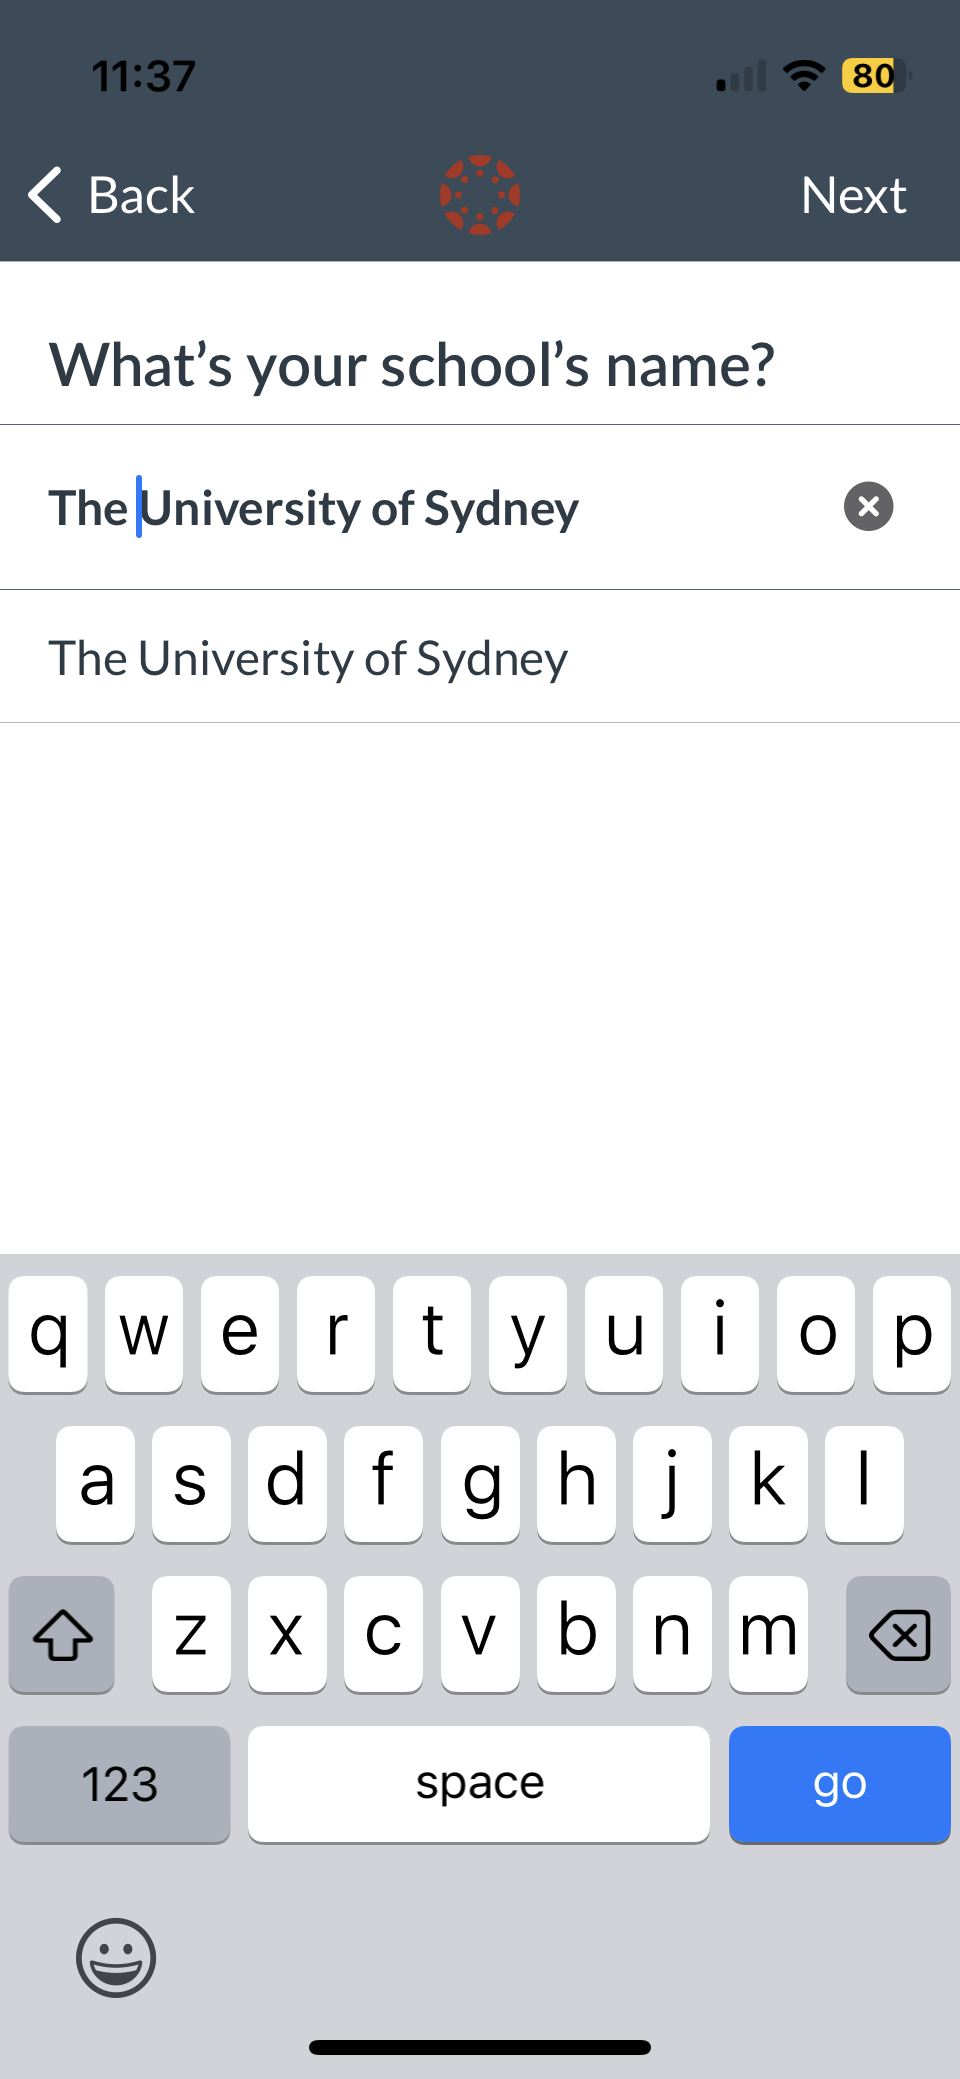 11:37
80
Back
Next
What’s your school’s name?
The University of Sydney
The University of Sydney
q w e r t y u i o p
a s d f g h j k l
z x c v b n m
123 space go